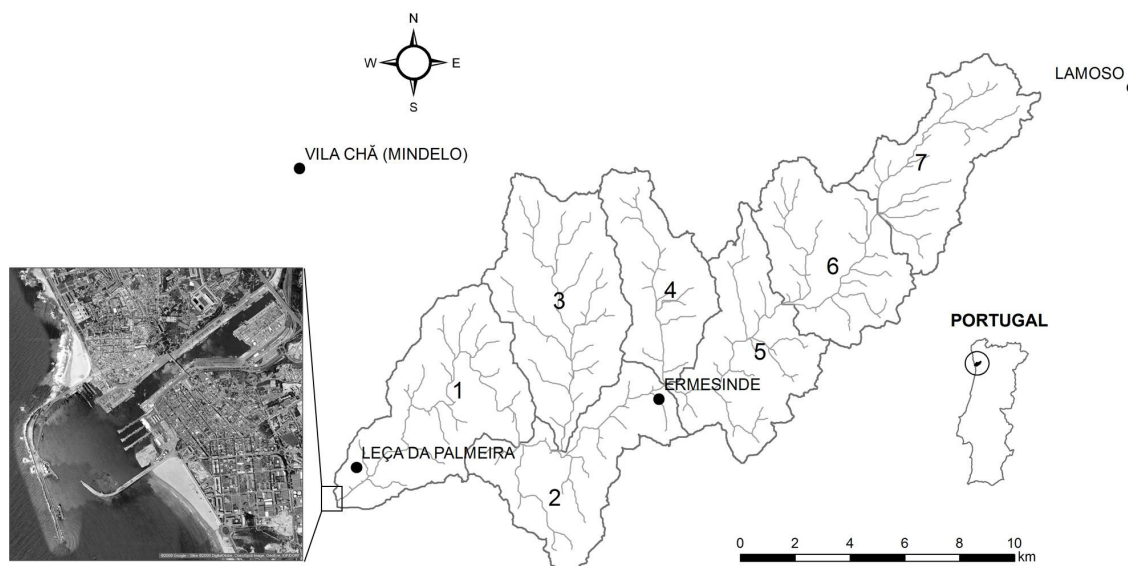 N
W
E
S
LAMOSO
VILA CHÃ (MINDELO)
7
6
3
4
PORTUGAL
5
ERMESINDE
1
LEÇA DA PALMEIRA
2
0 2 4 6 8 10
km